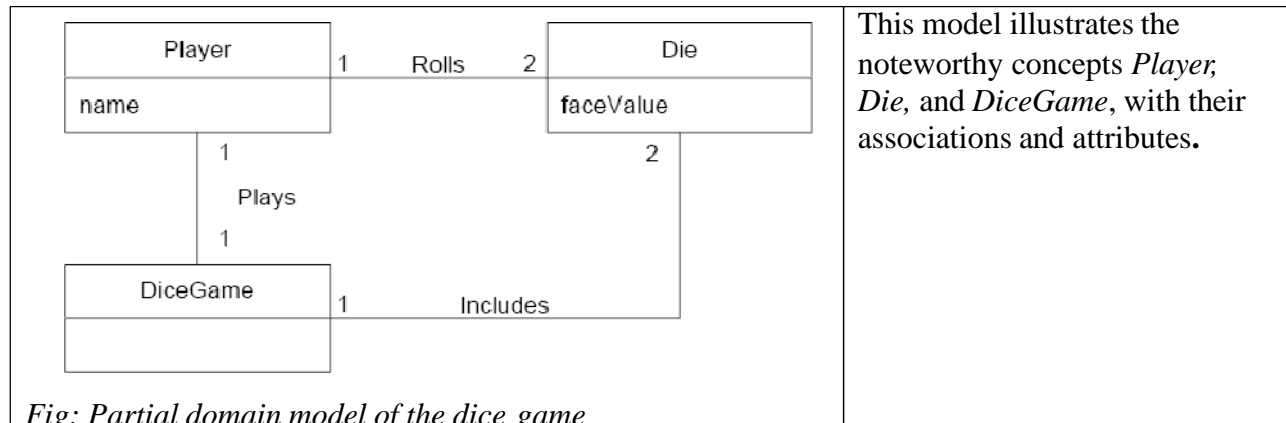 Player
1 Rolls 2
Die
name
faceValue
1
2
Plays
1
DiceGame
1 Includes
Fig: Partial domain model of the dice game
This model illustrates the
noteworthy concepts Player,
Die, and DiceGame, with their
associations and attributes.